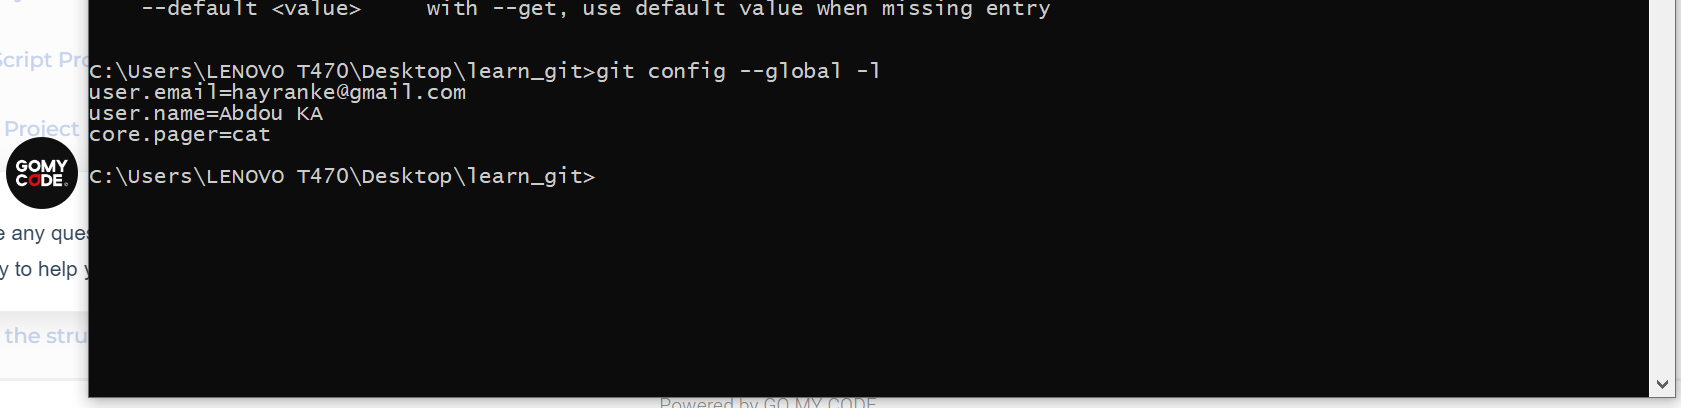 --default <value>     with --get, use default value when missing entry
Script Pro
C:\Users\LENOVO T470\Desktop\learn_git>git config --global -l
user.email=hayranke@gmail.com
user.name=Abdou KA
core.pager=cat
Project
GOMY
CODE
C:\Users\LENOVO T470\Desktop\learn_git>
e any ques
y to help y
the stru
Powered by GO MY CODE